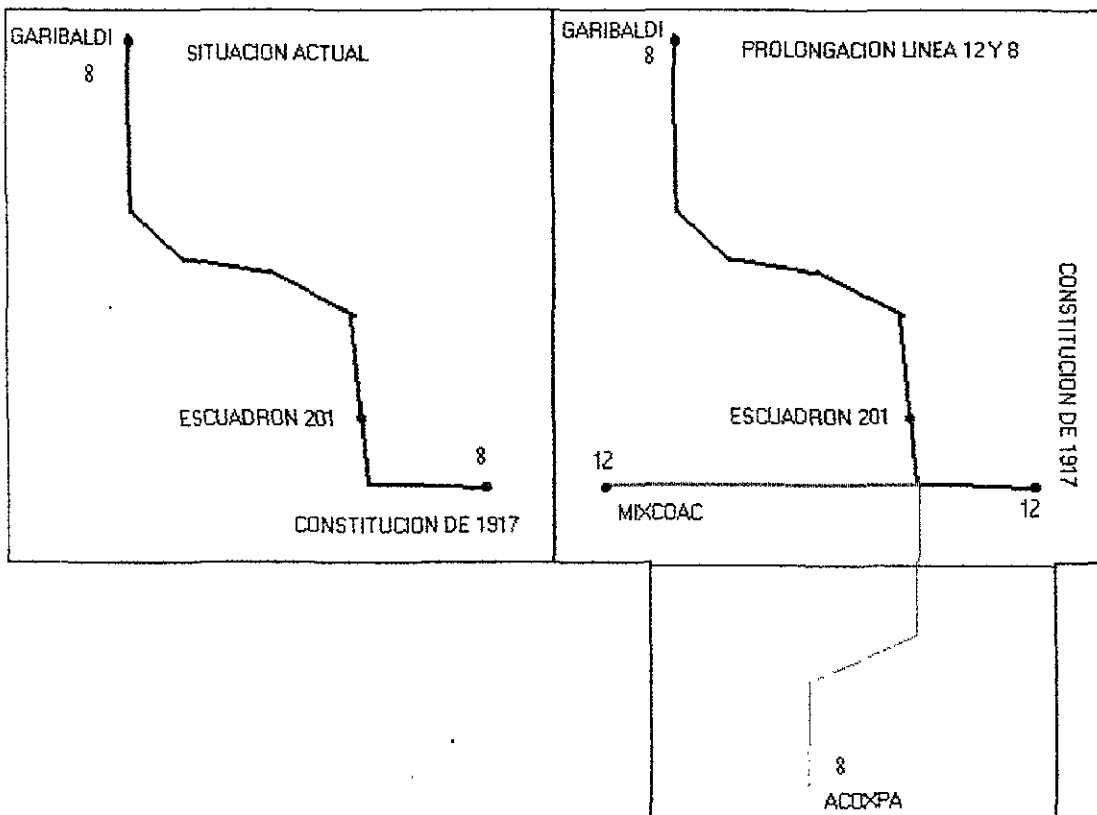 GARIBALDI
8
SITUACION ACTUAL
ESCUADRON 201
8
CONSTITUCION DE 1917
GARIBALDI
8
PROLONGACION LINEA 12 Y 8
CONSTITUCION DE 1917
ESCUADRON 201
12
MIXCOAC
12
8
ACOXPA